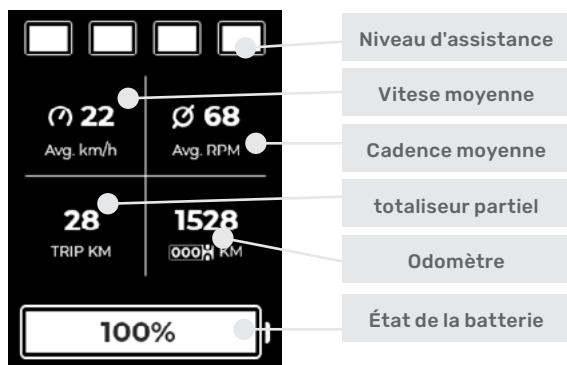 Niveau d'assistance
22
68
Vitese moyenne
Avg. km/h
Avg. RPM
Cadence moyenne
28
1528
totaliseur partiel
TRIP KM
000 KM
Odomètre
100%
État de la batterie